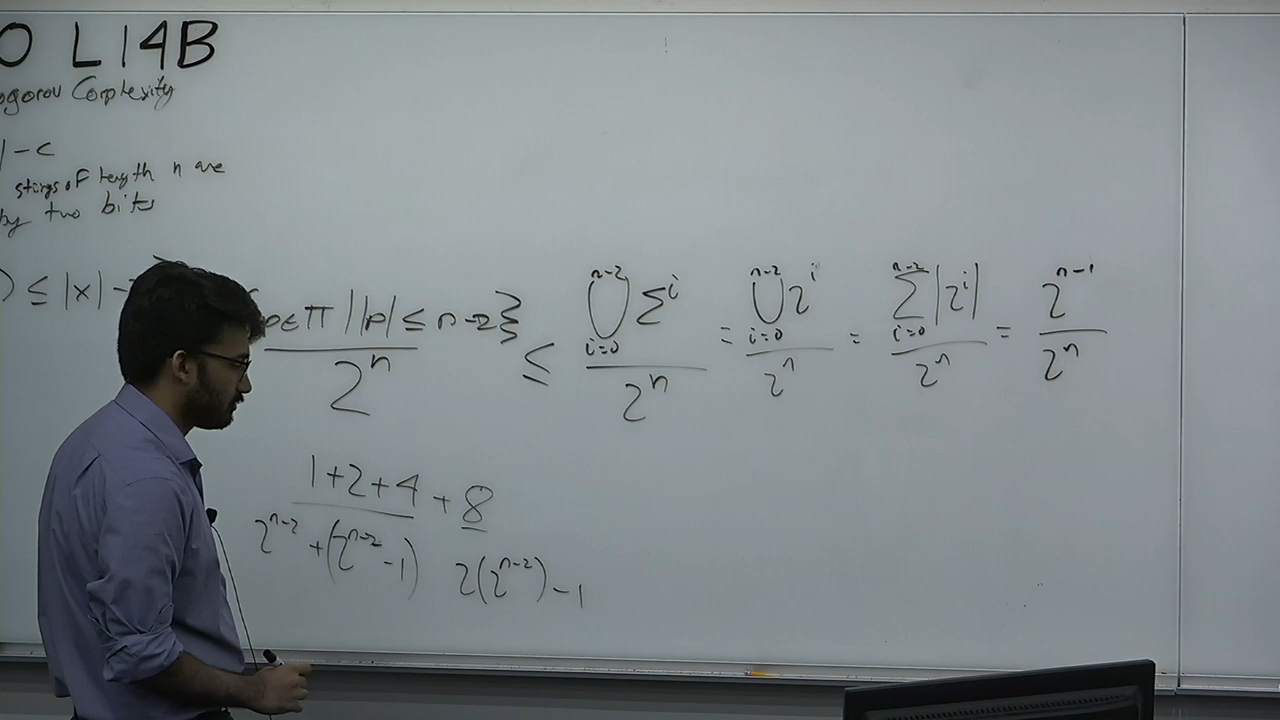 O L14B
ogorov Complexity
|-c
strings of length n are
by two bits
) ≤ |x| -
p∈Π | |p| ≤ n-2} / 2^n ≤ ⋃_{i=0}^{n-2} Σ^i / 2^n = ⋃_{i=0}^{n-2} 2^i / 2^n = Σ_{i=0}^{n-2} |2^i| / 2^n = 2^{n-1} / 2^n
1+2+4 + 8
2^{n-2} + (2^{n-2} -1) 2(2^{n-2}) -1